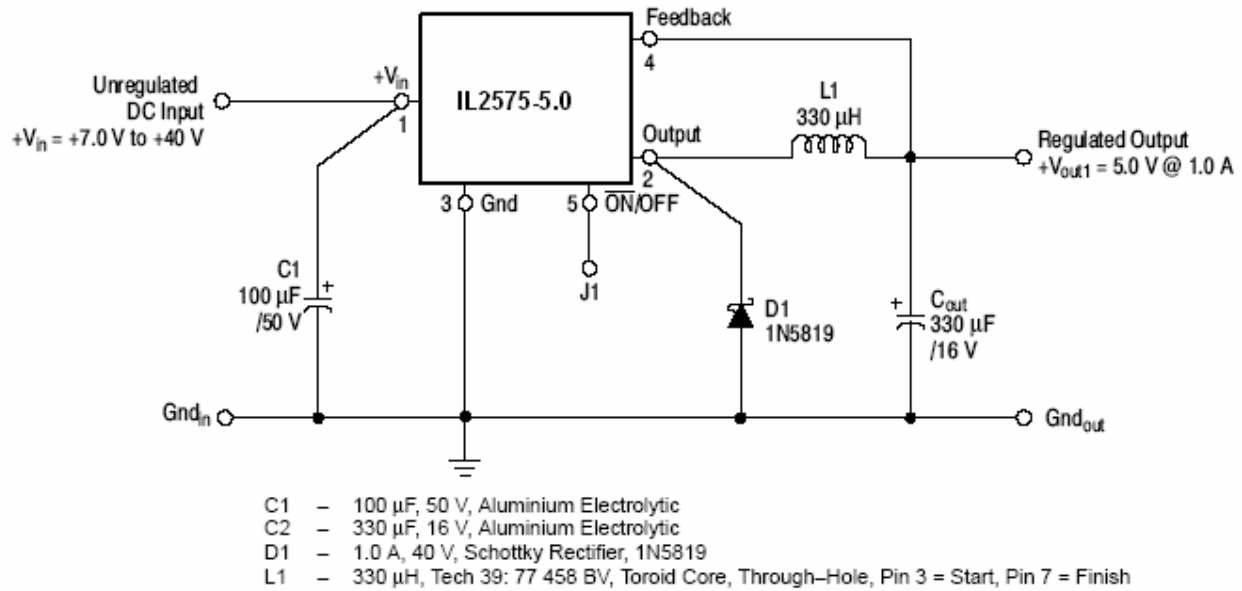 Feedback
4
Unregulated
DC Input
+Vin = +7.0 V to +40 V
+Vin
1
IL2575-5.0
L1
330 µH
Output
2
Regulated Output
+Vout1 = 5.0 V @ 1.0 A
3 Gnd
5 ON/OFF
J1
C1
100 µF
/50 V
+
D1
1N5819
+
Cout
330 µF
/16 V
Gndin
Gndout
C1 – 100 µF, 50 V, Aluminium Electrolytic
C2 – 330 µF, 16 V, Aluminium Electrolytic
D1 – 1.0 A, 40 V, Schottky Rectifier, 1N5819
L1 – 330 µH, Tech 39: 77 458 BV, Toroid Core, Through–Hole, Pin 3 = Start, Pin 7 = Finish